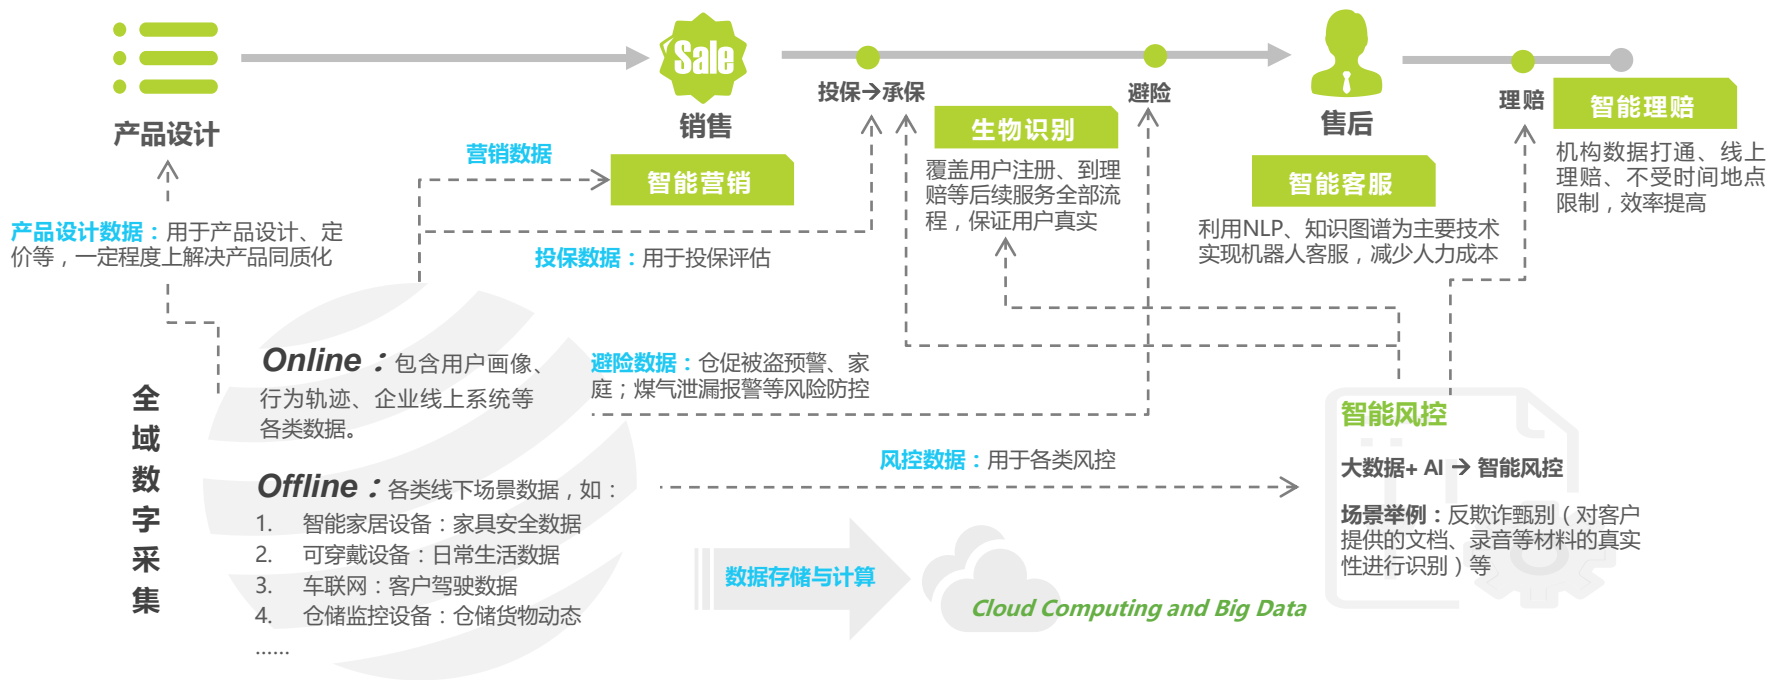 产品设计
Sale
销售
投保→承保
避险
售后
理赔
智能理赔
机构数据打通、线上
理赔、不受时间地点
限制，效率提高
生物识别
覆盖用户注册、到理
赔等后续服务全部流
程，保证用户真实
智能客服
利用NLP、知识图谱为主要技术
实现机器人客服，减少人力成本
营销数据
智能营销
产品设计数据：用于产品设计、定
价等，一定程度上解决产品同质化
投保数据：用于投保评估
全域数字采集
Online：包含用户画像、
行为轨迹、企业线上系统等
各类数据。
避险数据：仓促被盗预警、家
庭；煤气泄漏报警等风险防控
Offline：各类线下场景数据，如：
1. 智能家居设备：家具安全数据
2. 可穿戴设备：日常生活数据
3. 车联网：客户驾驶数据
4. 仓储监控设备：仓储货物动态
......
风控数据：用于各类风控
数据存储与计算
Cloud Computing and Big Data
智能风控
大数据+ AI → 智能风控
场景举例：反欺诈甄别（对客户
提供的文档、录音等材料的真实
性进行识别）等